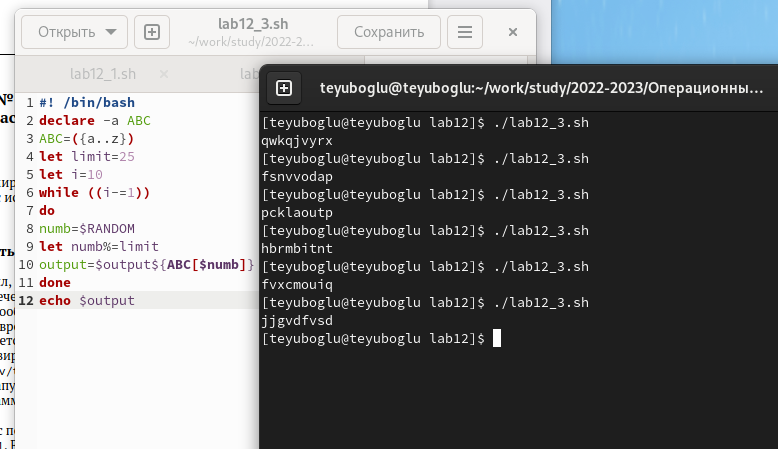 Открыть
lab12_3.sh
~/work/study/2022-2...
Сохранить
lab12_1.sh
lab
1 #! /bin/bash
2 declare -a ABC
3 ABC=({a..z})
4 let limit=25
5 let i=10
6 while ((i-=1))
7 do
8 numb=$RANDOM
9 let numb%=limit
10 output=$output${ABC[$numb]}
11 done
12 echo $output
teyuboglu@teyuboglu:~/work/study/2022-2023/Операционны...
[teyuboglu@teyuboglu lab12]$ ./lab12_3.sh
qwkqjvyrx
[teyuboglu@teyuboglu lab12]$ ./lab12_3.sh
fsnvvodap
[teyuboglu@teyuboglu lab12]$ ./lab12_3.sh
pcklaoutp
[teyuboglu@teyuboglu lab12]$ ./lab12_3.sh
hbrmbitnt
[teyuboglu@teyuboglu lab12]$ ./lab12_3.sh
fvxcmouiq
[teyuboglu@teyuboglu lab12]$ ./lab12_3.sh
jjgvdfvsd
[teyuboglu@teyuboglu lab12]$